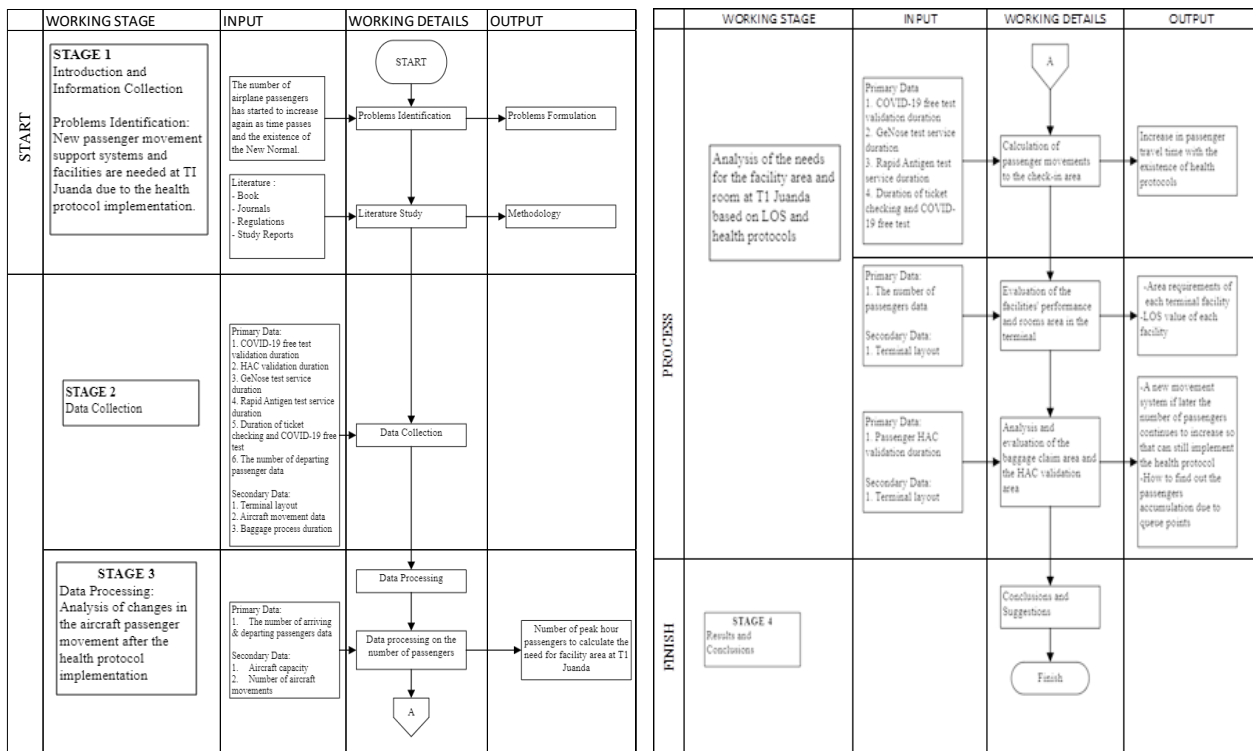 WORKING STAGE
INPUT
WORKING DETAILS
OUTPUT
START
STAGE 1
Introduction and
Information Collection
Problems Identification:
New passenger movement
support systems and
facilities are needed at TI
Juanda due to the health
protocol implementation.
The number of
airplane passengers
has started to increase
again as time passes
and the existence of
the New Normal.
START
Problems Identification
Problems Formulation
Literature :
- Book
- Journals
- Regulations
- Study Reports
Literature Study
Methodology
STAGE 2
Data Collection
Primary Data:
1. COVID-19 free test
validation duration
2. HAC validation duration
3. GeNose test service
duration
4. Rapid Antigen test service
duration
5. Duration of ticket
checking and COVID-19 free
test
6. The number of departing
passenger data
Secondary Data:
1. Terminal layout
2. Aircraft movement data
3. Baggage process duration
Data Collection
STAGE 3
Data Processing:
Analysis of changes in
the aircraft passenger
movement after the
health protocol
implementation
Primary Data:
1. The number of arriving
& departing passengers data
Secondary Data:
1. Aircraft capacity
2. Number of aircraft
movements
Data Processing
Data processing on the
number of passengers
A
Number of peak hour
passengers to calculate the
need for facility area at T1
Juanda
WORKING STAGE
INPUT
WORKING DETAILS
OUTPUT
PROCESS
Analysis of the needs
for the facility area and
room at T1 Juanda
based on LOS and
health protocols
Primary Data
1. COVID-19 free test
validation duration
2. GeNose test service
duration
3. Rapid Antigen test
service duration
4. Duration of ticket
checking and COVID-
19 free test
A
Calculation of
passenger movements
to the check-in area
Increase in passenger
travel time with the
existence of health
protocols
Primary Data:
1. The number of
passengers data
Secondary Data:
1. Terminal layout
Evaluation of the
facilities' performance
and rooms area in the
terminal
-Area requirements of
each terminal facility
-LOS value of each
facility
Primary Data:
1. Passenger HAC
validation duration
Secondary Data:
1. Terminal layout
Analysis and
evaluation of the
baggage claim area and
the HAC validation
area
-A new movement
system if later the
number of passengers
continues to increase so
that can still implement
the health protocol
-How to find out the
passengers
accumulation due to
queue points
FINISH
STAGE 4
Results and
Conclusions
Conclusions and
Suggestions
Finish